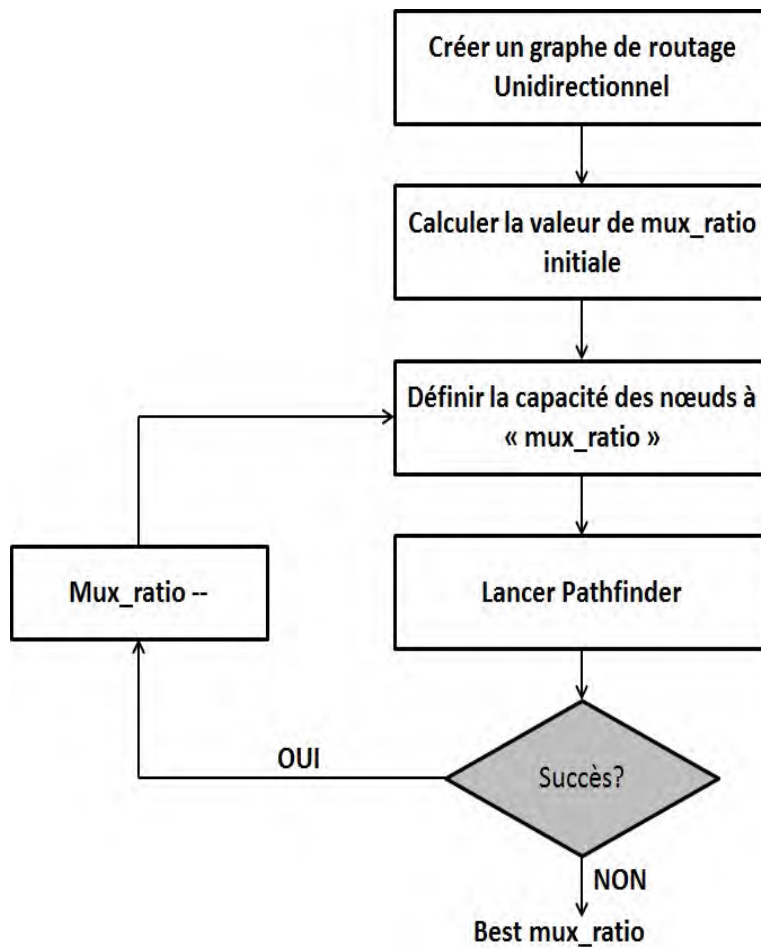 Créer un graphe de routage
Unidirectionnel
Calculer la valeur de mux_ratio
initiale
Définir la capacité des nœuds à
« mux_ratio »
Mux_ratio --
Lancer Pathfinder
OUI
Succès?
NON
Best mux_ratio